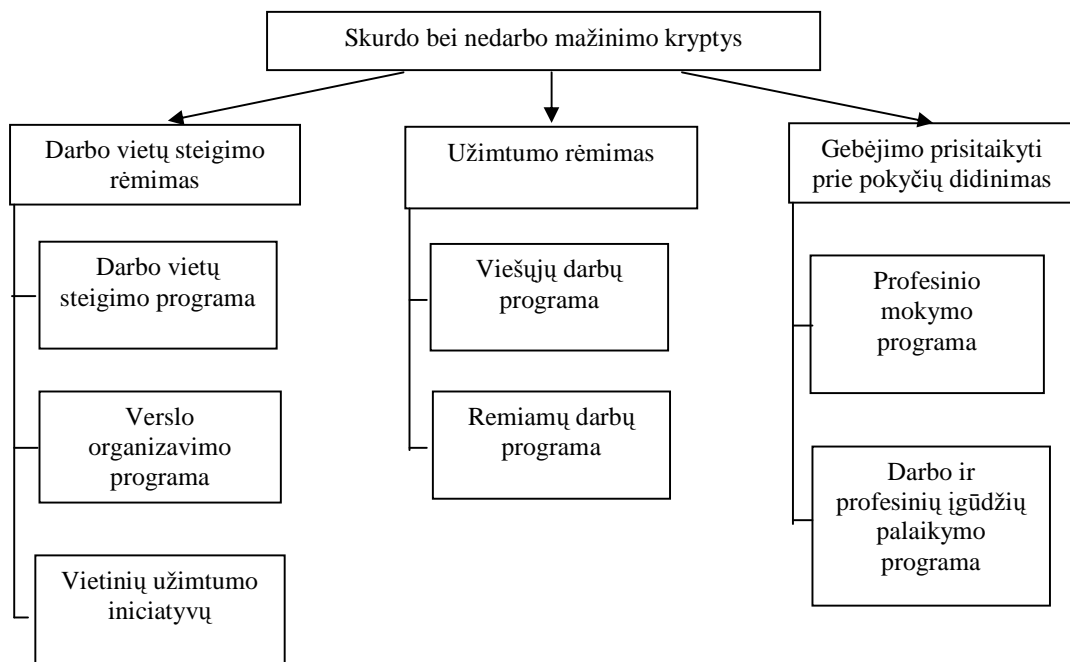 Skurdo bei nedarbo mažinimo kryptys
Darbo vietų steigimo
rėmimas
Darbo vietų
steigimo programa
Verslo
organizavimo
programa
Vietinių užimtumo
iniciatyvų
Užimtumo rėmimas
Viešųjų darbų
programa
Remiamų darbų
programa
Gebėjimo prisitaikyti
prie pokyčių didinimas
Profesinio
mokymo
programa
Darbo ir
profesinių įgūdžių
palaikymo
programa